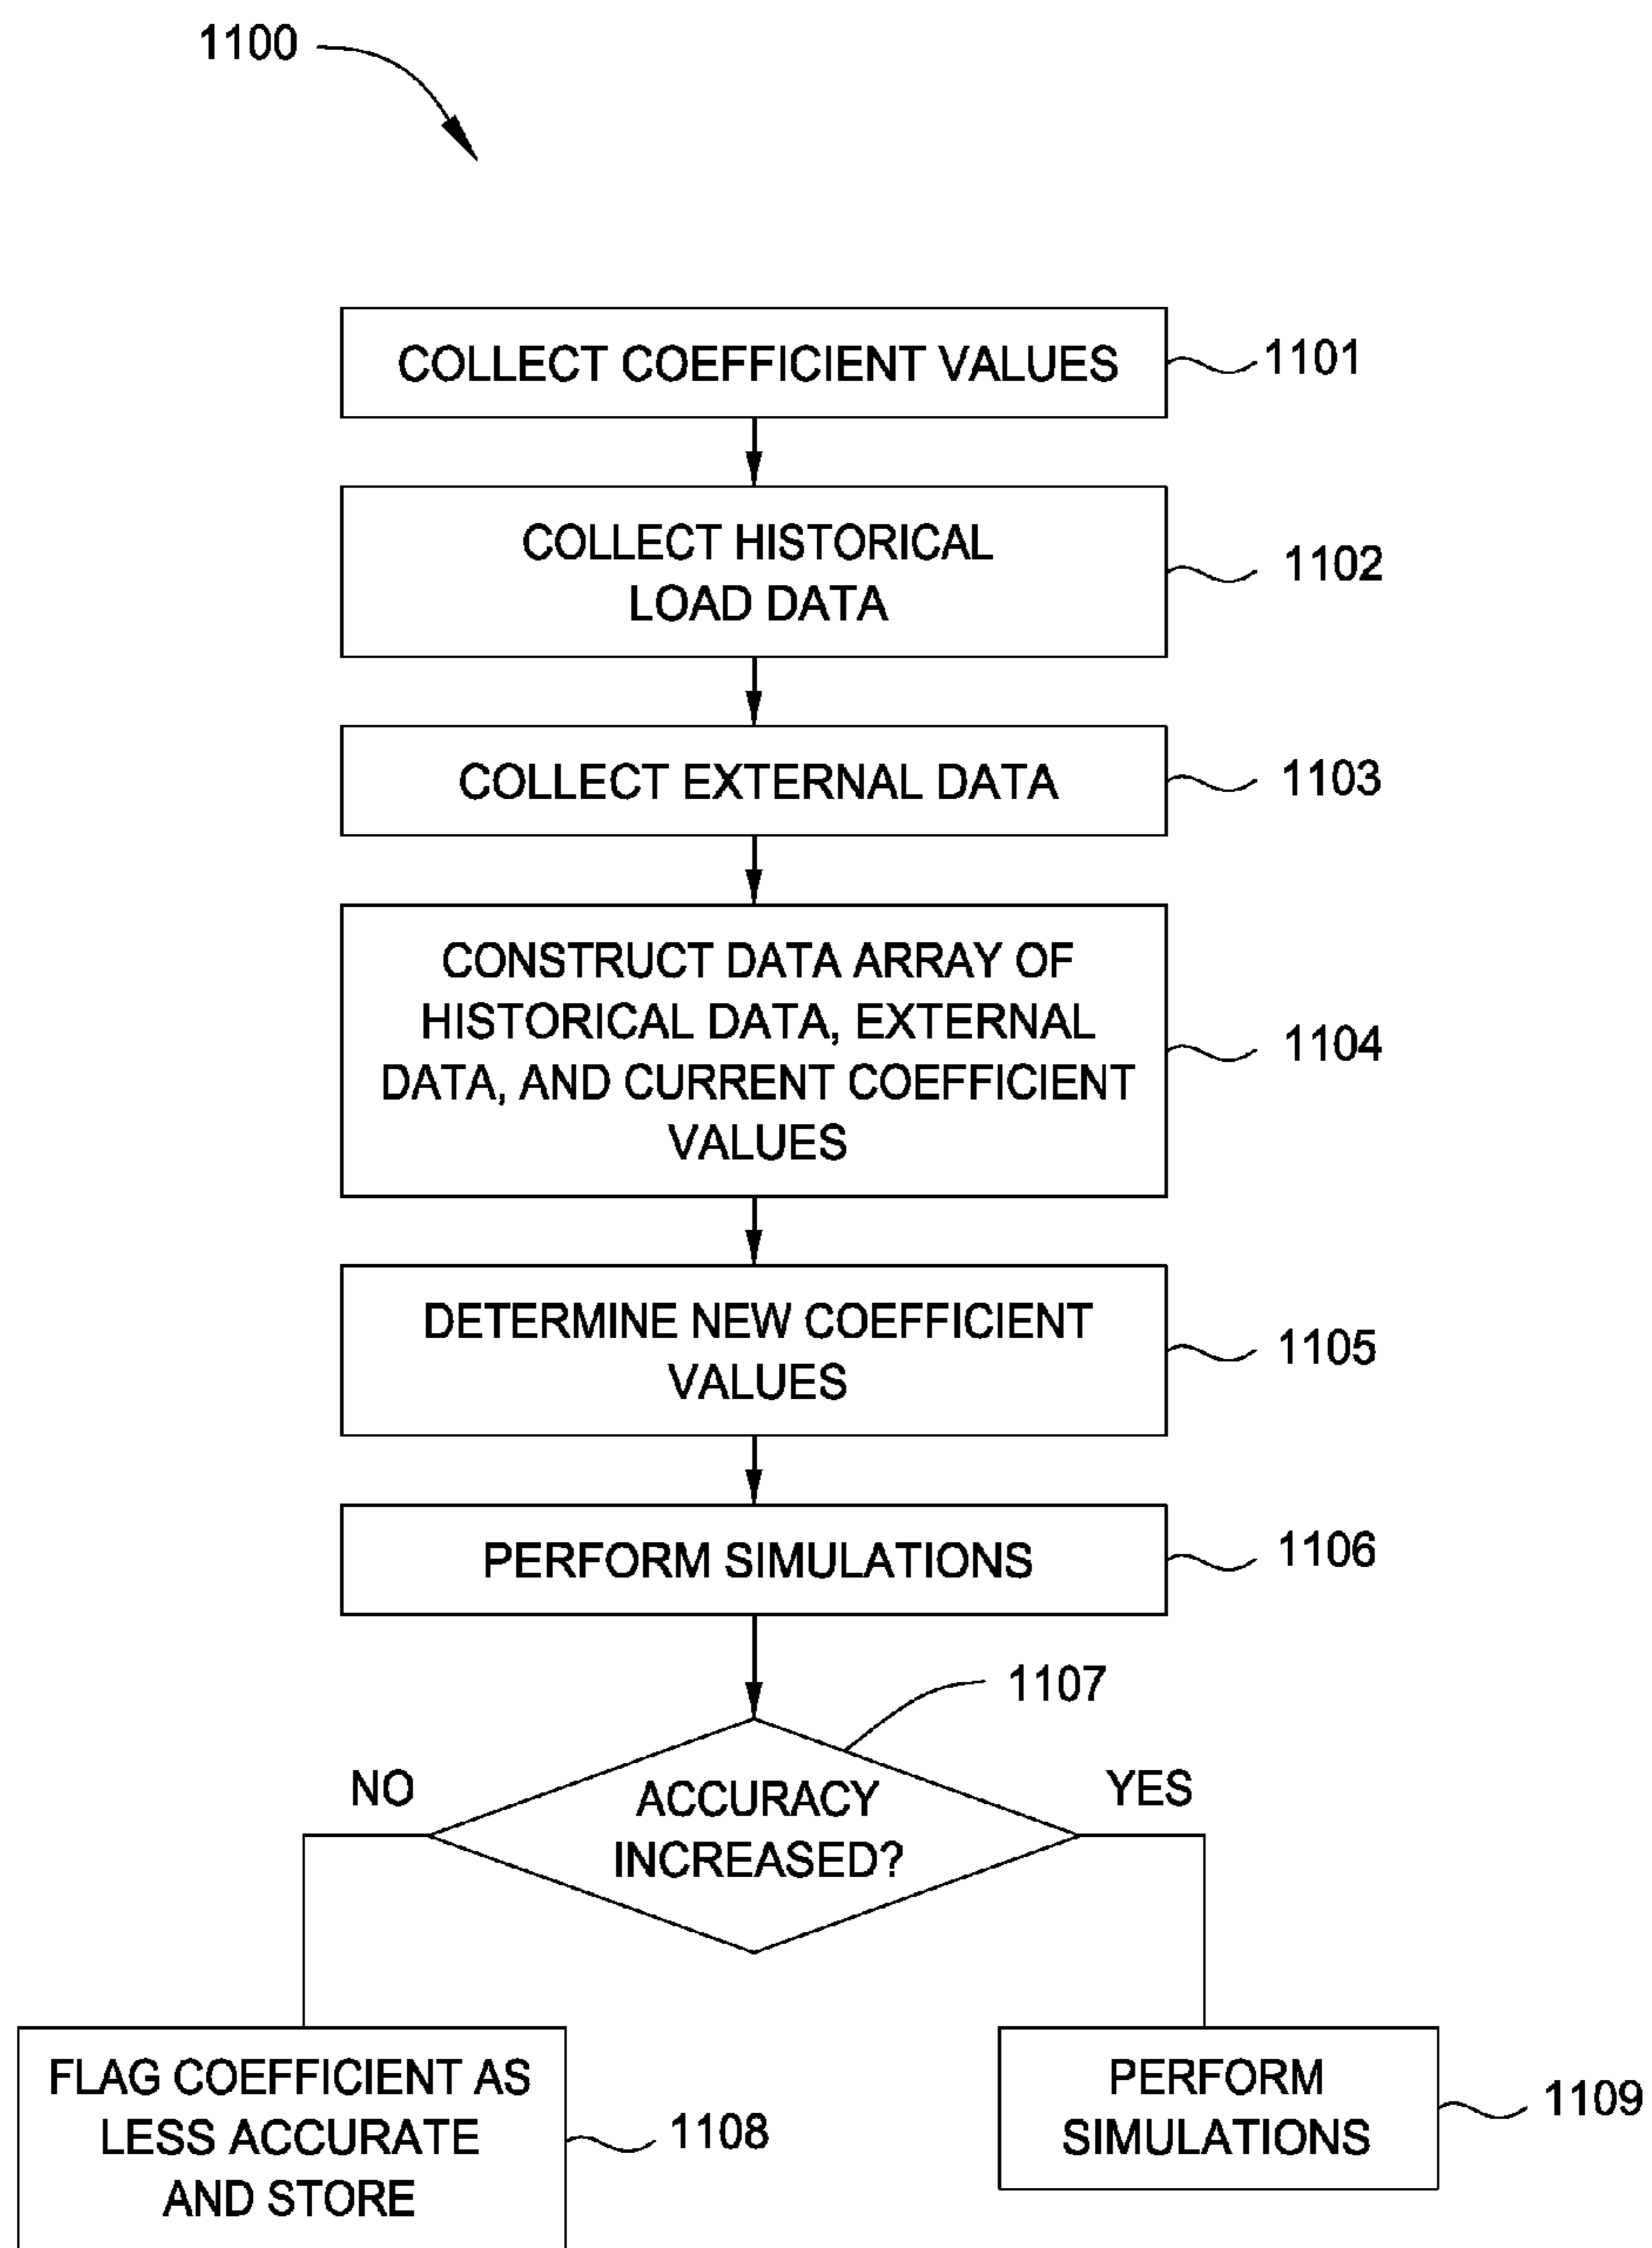 1100
COLLECT COEFFICIENT VALUES
1101
COLLECT HISTORICAL
LOAD DATA
1102
COLLECT EXTERNAL DATA
1103
CONSTRUCT DATA ARRAY OF
HISTORICAL DATA, EXTERNAL
DATA, AND CURRENT COEFFICIENT
VALUES
1104
DETERMINE NEW COEFFICIENT
VALUES
1105
PERFORM SIMULATIONS
1106
1107
NO
ACCURACY
INCREASED?
YES
FLAG COEFFICIENT AS
LESS ACCURATE
AND STORE
1108
PERFORM
SIMULATIONS
1109